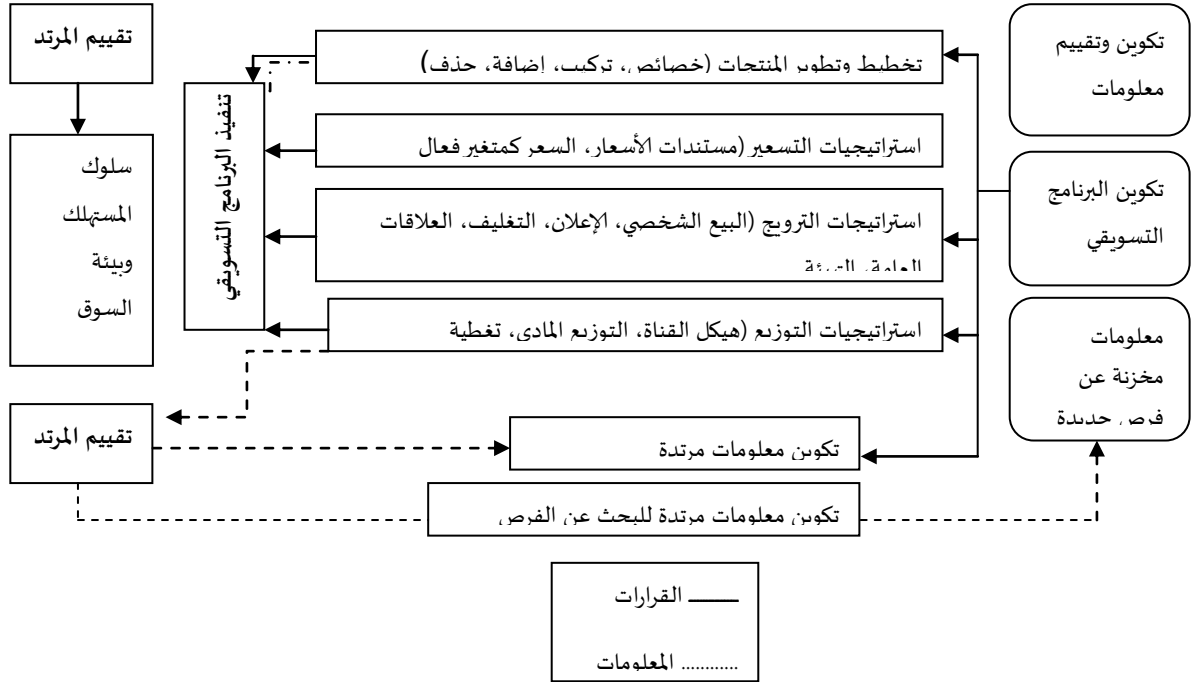 تكوين وتقييم
معلومات
تكوين البرنامج
التسويقي
معلومات
مخزنة عن
فرص جديدة
تخطيط وتطوير المنتجات (خصائص، تركيب، إضافة، حذف)
استراتيجيات التسعير (مستندات الأسعار، السعر كمتغير فعال
استراتيجات الترويج (البيع الشخصي، الإعلان، التغليف، العلاقات
العامة،
استراتيجيات التوزيع (هيكل القناة، التوزيع المادي، تغطية
تكوين معلومات مرتدة
تكوين معلومات مرتدة للبحث عن الفرص
تنفيذ البرنامج التسويقي
تقييم المرتد
سلوك
المستهلك
وبيئة
السوق
تقييم المرتد
ــــــــ القرارات
............ المعلومات